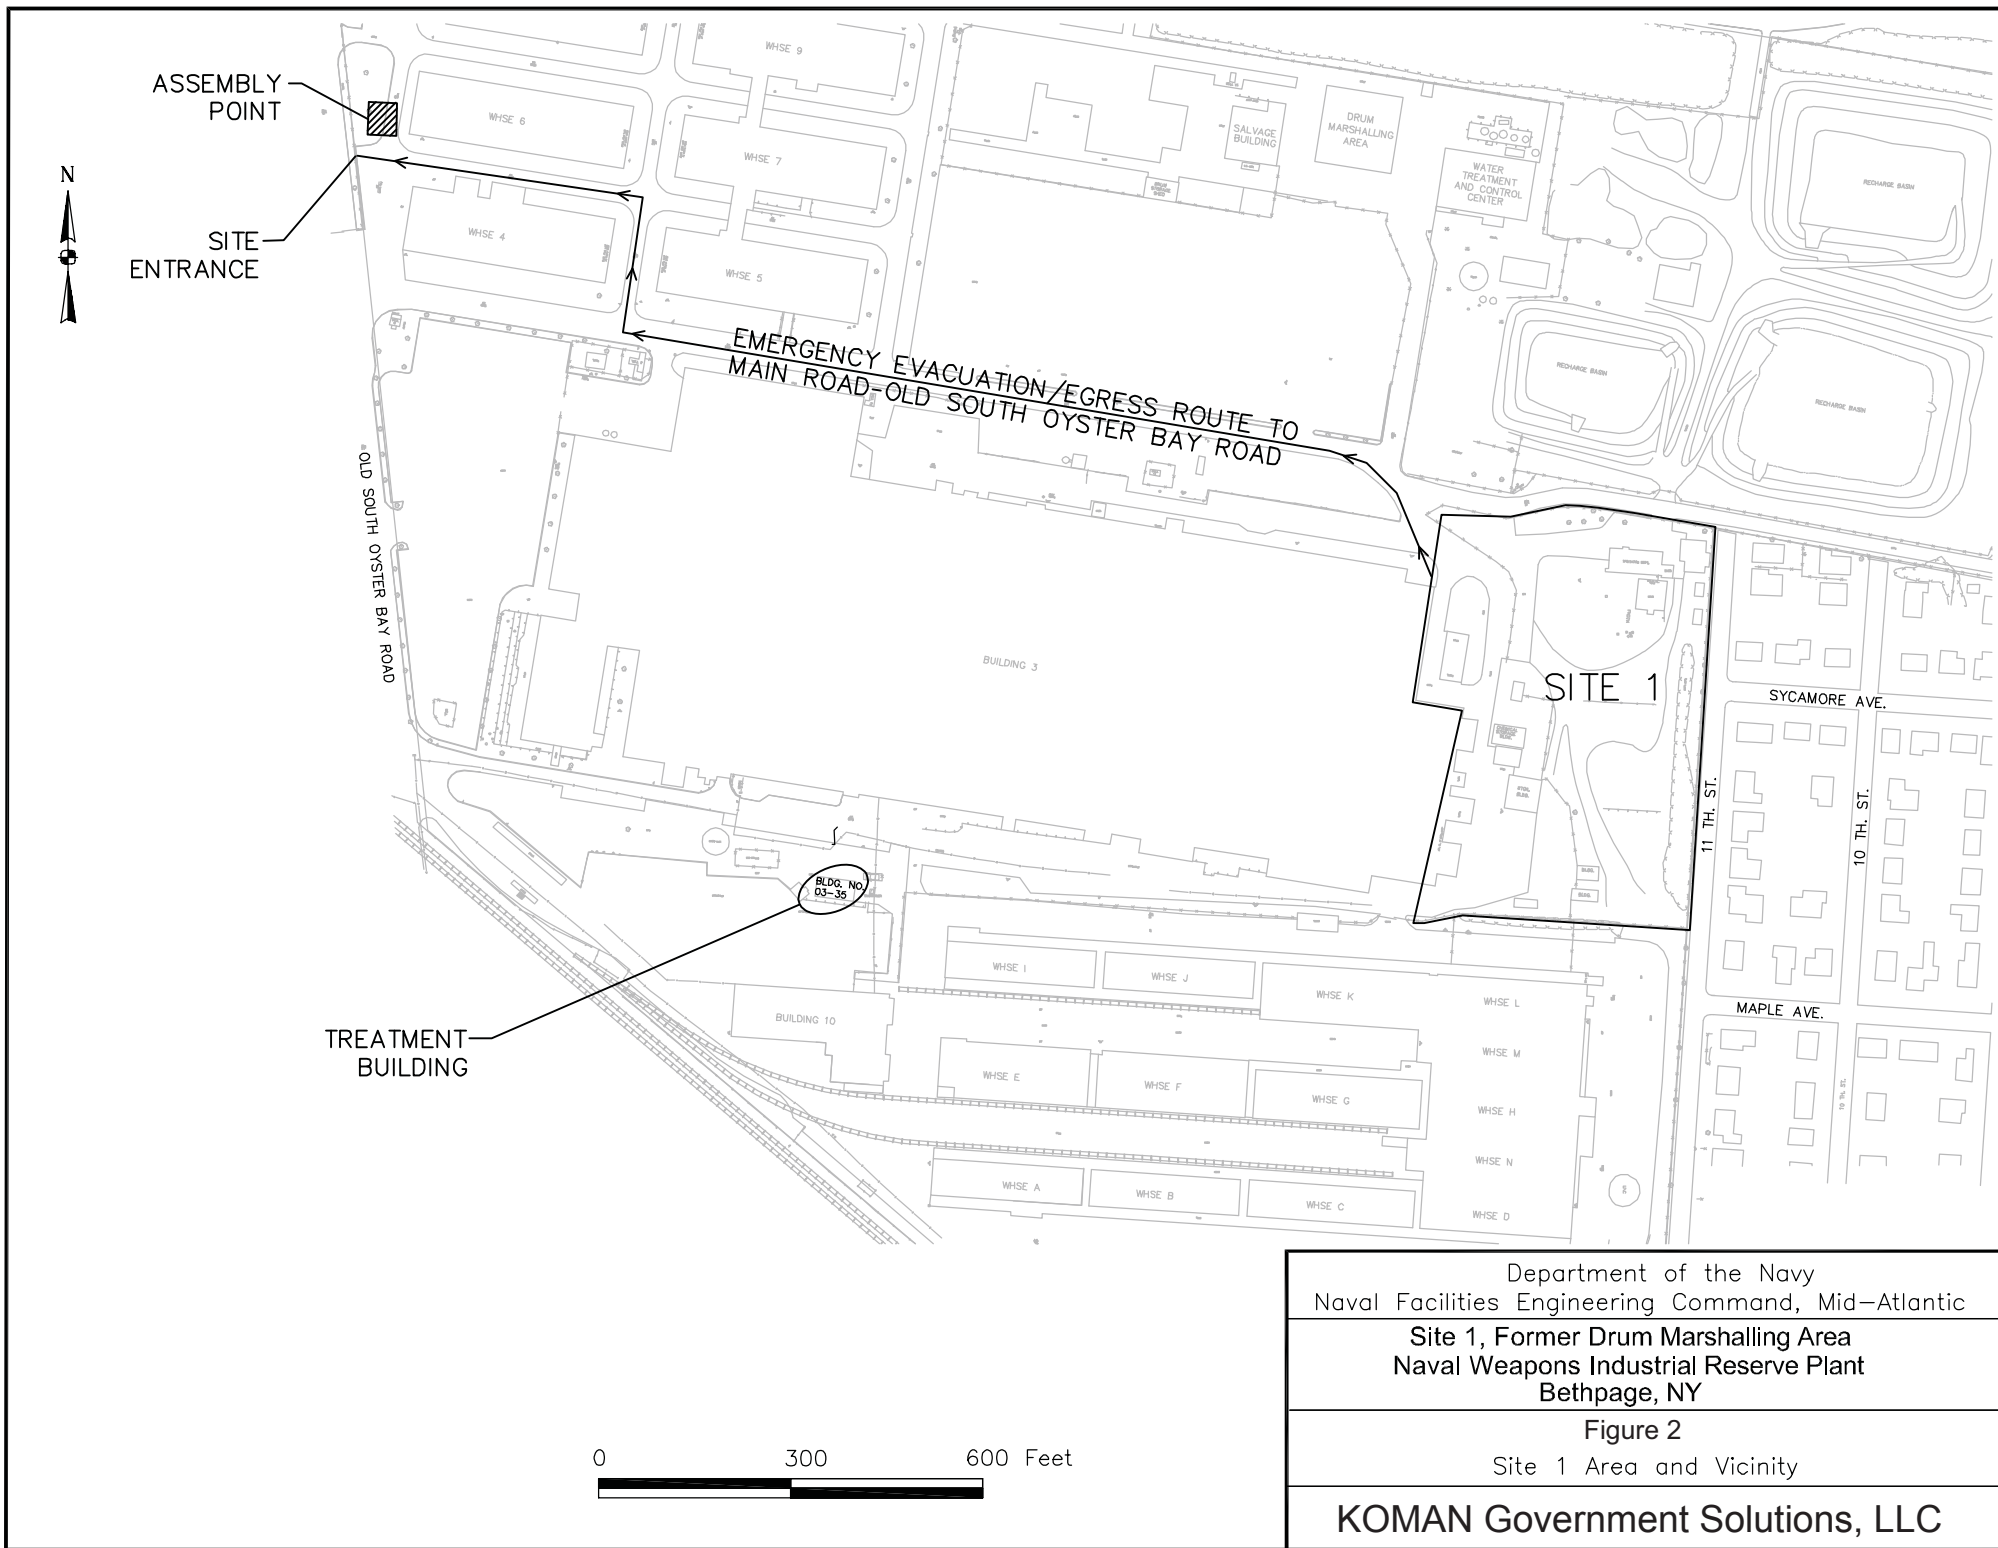 ASSEMBLY
POINT
N
SITE
ENTRANCE
WHSE 9
WHSE 6
WHSE 7
WHSE 4
WHSE 5
SALVAGE
BUILDING
DRUM
MARSHALLING
AREA
WATER
TREATMENT
AND CONTROL
CENTER
RECHARGE BASIN
RECHARGE BASIN
RECHARGE BASIN
EMERGENCY EVACUATION/EGRESS ROUTE TO
MAIN ROAD-OLD SOUTH OYSTER BAY ROAD
OLD SOUTH OYSTER BAY ROAD
BUILDING 3
SITE 1
SYCAMORE AVE.
11 TH. ST.
10 TH. ST.
MAPLE AVE.
10 TH. ST.
BLDG. NO.
03-35
TREATMENT
BUILDING
BUILDING 10
WHSE I
WHSE J
WHSE K
WHSE L
WHSE M
WHSE E
WHSE F
WHSE G
WHSE H
WHSE N
WHSE A
WHSE B
WHSE C
WHSE D
0 300 600 Feet
Department of the Navy
Naval Facilities Engineering Command, Mid-Atlantic
Site 1, Former Drum Marshalling Area
Naval Weapons Industrial Reserve Plant
Bethpage, NY
Figure 2
Site 1 Area and Vicinity
KOMAN Government Solutions, LLC